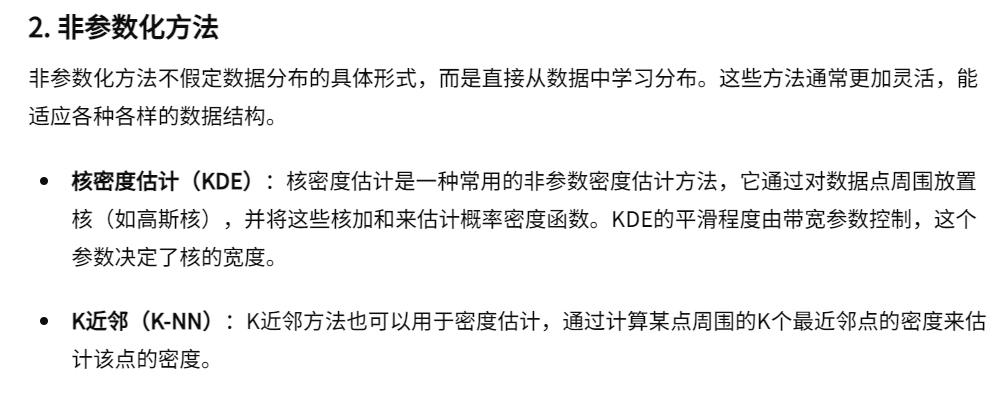 2. 非参数化方法
非参数化方法不假定数据分布的具体形式，而是直接从数据中学习分布。这些方法通常更加灵活，能
适应各种各样的数据结构。
• 核密度估计（KDE）：核密度估计是一种常用的非参数密度估计方法，它通过对数据点周围放置
核（如高斯核），并将这些核加和来估计概率密度函数。KDE的平滑程度由带宽参数控制，这个
参数决定了核的宽度。
• K近邻（K-NN）：K近邻方法也可以用于密度估计，通过计算某点周围的K个最近邻点的密度来估
计该点的密度。